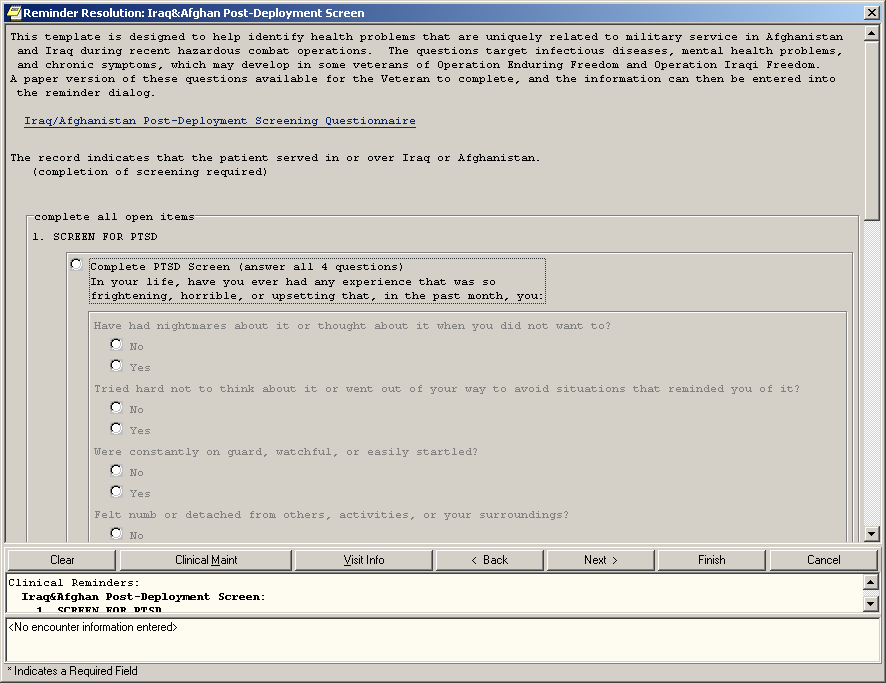 Reminder Resolution: Iraq&Afghan Post-Deployment Screen
This template is designed to help identify health problems that are uniquely related to military service in Afghanistan
and Iraq during recent hazardous combat operations.  The questions target infectious diseases, mental health problems,
and chronic symptoms, which may develop in some veterans of Operation Enduring Freedom and Operation Iraqi Freedom.
A paper version of these questions available for the Veteran to complete, and the information can then be entered into
the reminder dialog.
Iraq/Afghanistan Post-Deployment Screening Questionnaire
The record indicates that the patient served in or over Iraq or Afghanistan.
(completion of screening required)
complete all open items
1. SCREEN FOR PTSD
Complete PTSD Screen (answer all 4 questions)
In your life, have you ever had any experience that was so
frightening, horrible, or upsetting that, in the past month, you:
Have had nightmares about it or thought about it when you did not want to?
No
Yes
Tried hard not to think about it or went out of your way to avoid situations that reminded you of it?
No
Yes
Were constantly on guard, watchful, or easily startled?
No
Yes
Felt numb or detached from others, activities, or your surroundings?
No
Clear Clinical Maint Visit Info < Back Next > Finish Cancel
Clinical Reminders:
Iraq&Afghan Post-Deployment Screen:
1. SCREEN FOR PTSD
<No encounter information entered>
* Indicates a Required Field